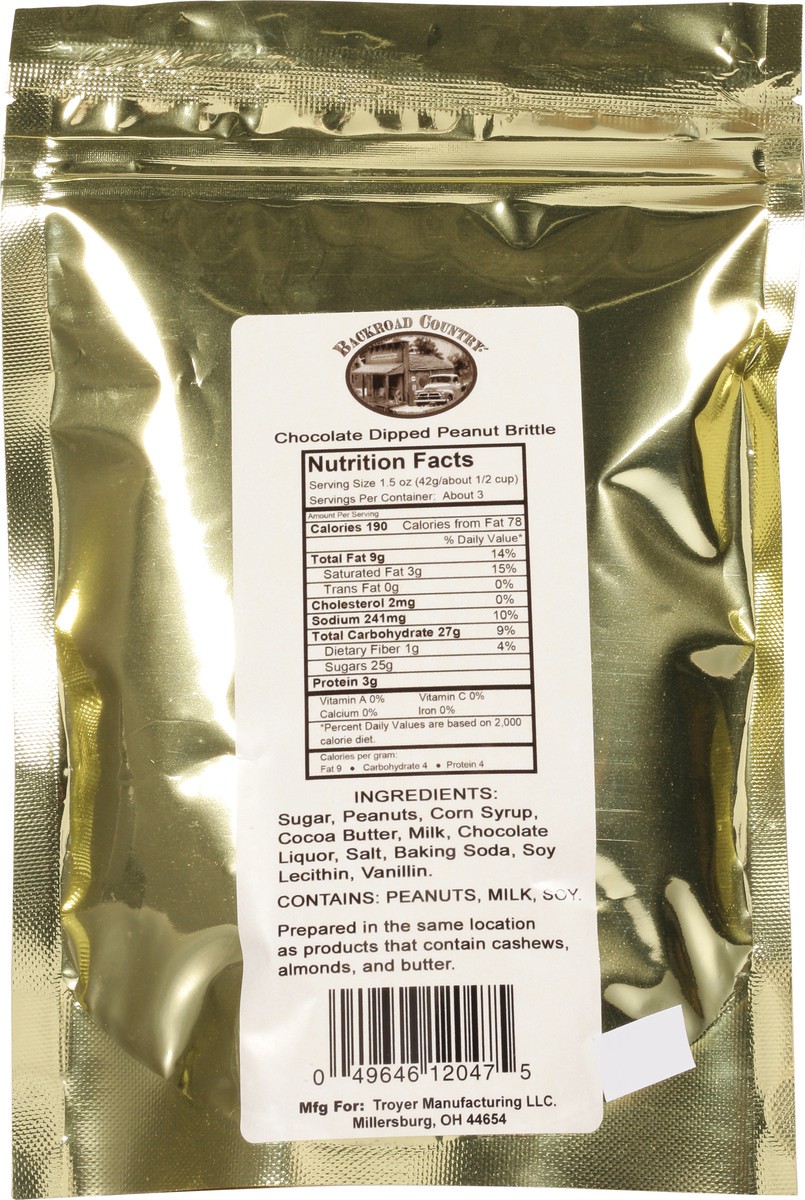 BACKROAD COUNTRY
Chocolate Dipped Peanut Brittle
Nutrition Facts
Serving Size 1.5 oz (42g/about 1/2 cup)
Servings Per Container: About 3
Amount Per Serving
Calories 190 Calories from Fat 78
% Daily Value*
Total Fat 9g 14%
Saturated Fat 3g 15%
Trans Fat 0g 0%
Cholesterol 2mg 0%
Sodium 241mg 10%
Total Carbohydrate 27g 9%
Dietary Fiber 1g 4%
Sugars 25g
Protein 3g
Vitamin A 0% Vitamin C 0%
Calcium 0% Iron 0%
*Percent Daily Values are based on 2,000
calorie diet.
Calories per gram:
Fat 9 • Carbohydrate 4 • Protein 4
INGREDIENTS:
Sugar, Peanuts, Corn Syrup,
Cocoa Butter, Milk, Chocolate
Liquor, Salt, Baking Soda, Soy
Lecithin, Vanillin.
CONTAINS: PEANUTS, MILK, SOY.
Prepared in the same location
as products that contain cashews,
almonds, and butter.
0 49646 12047 5
Mfg For: Troyer Manufacturing LLC.
Millersburg, OH 44654